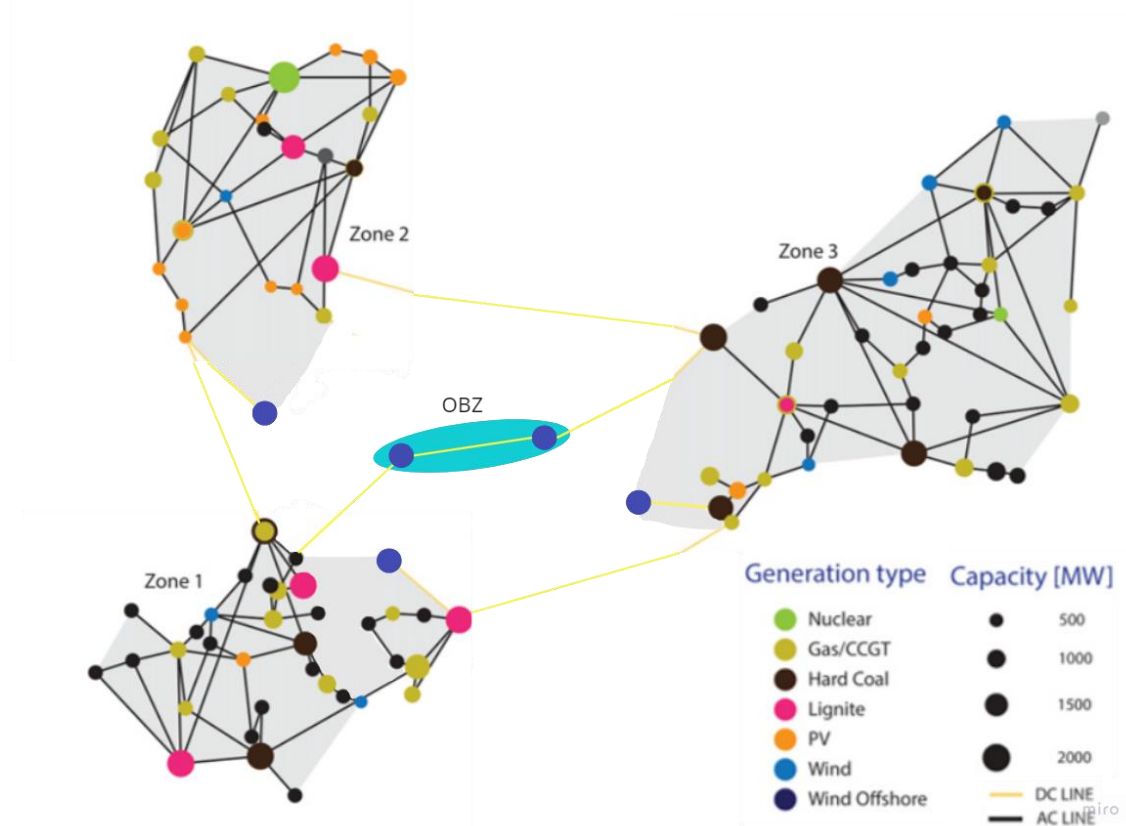 Zone 2
Zone 3
OBZ
Zone 1
Generation type
Capacity [MW]
Nuclear
500
Gas/CCGT
1000
Hard Coal
Lignite
1500
PV
Wind
2000
Wind Offshore
DC LINE
AC LINE
miro